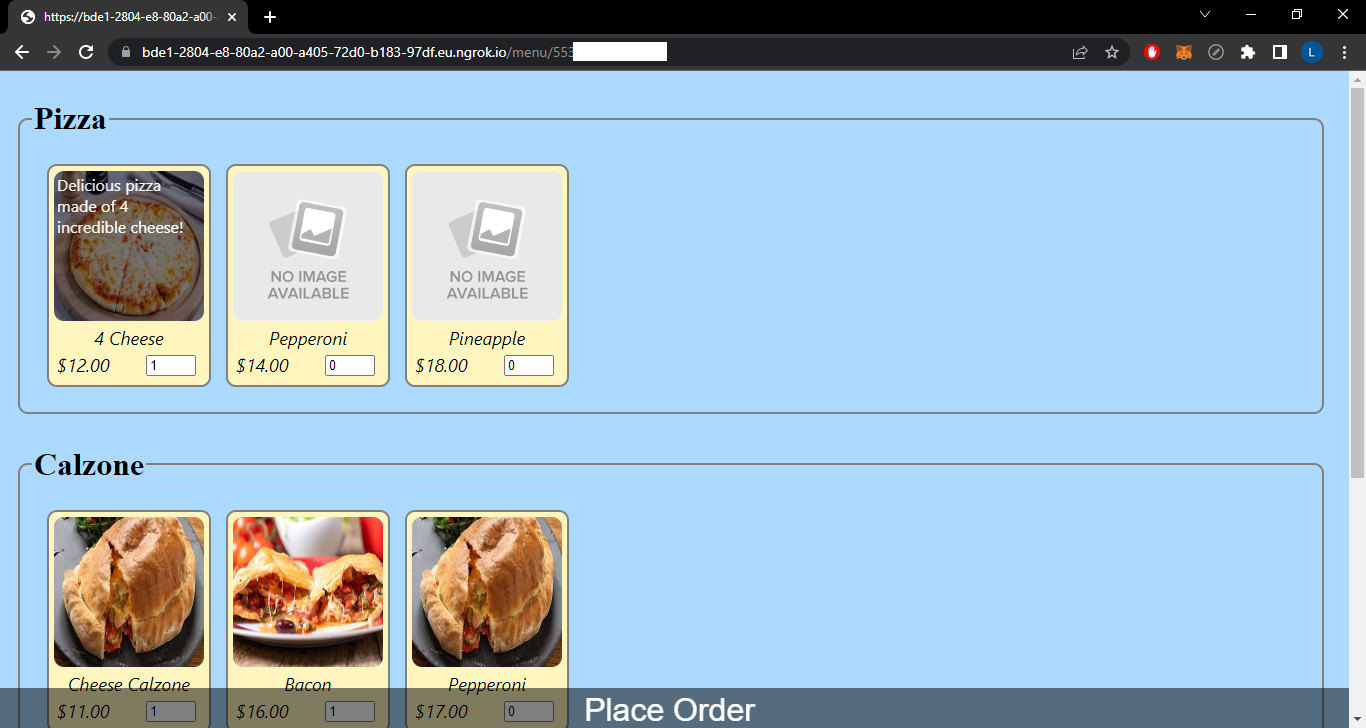 https://bde1-2804-e8-80a2-a00-
bde1-2804-e8-80a2-a00-a405-72d0-b183-97df.eu.ngrok.io/menu/553
L
Pizza
Delicious pizza
made of 4
incredible cheese!
NO IMAGE
AVAILABLE
NO IMAGE
AVAILABLE
4 Cheese
Pepperoni
Pineapple
$12.00 1
$14.00 0
$18.00 0
Calzone
Cheese Calzone
Bacon
Pepperoni
$11.00 1
$16.00 1
$17.00 0
Place Order